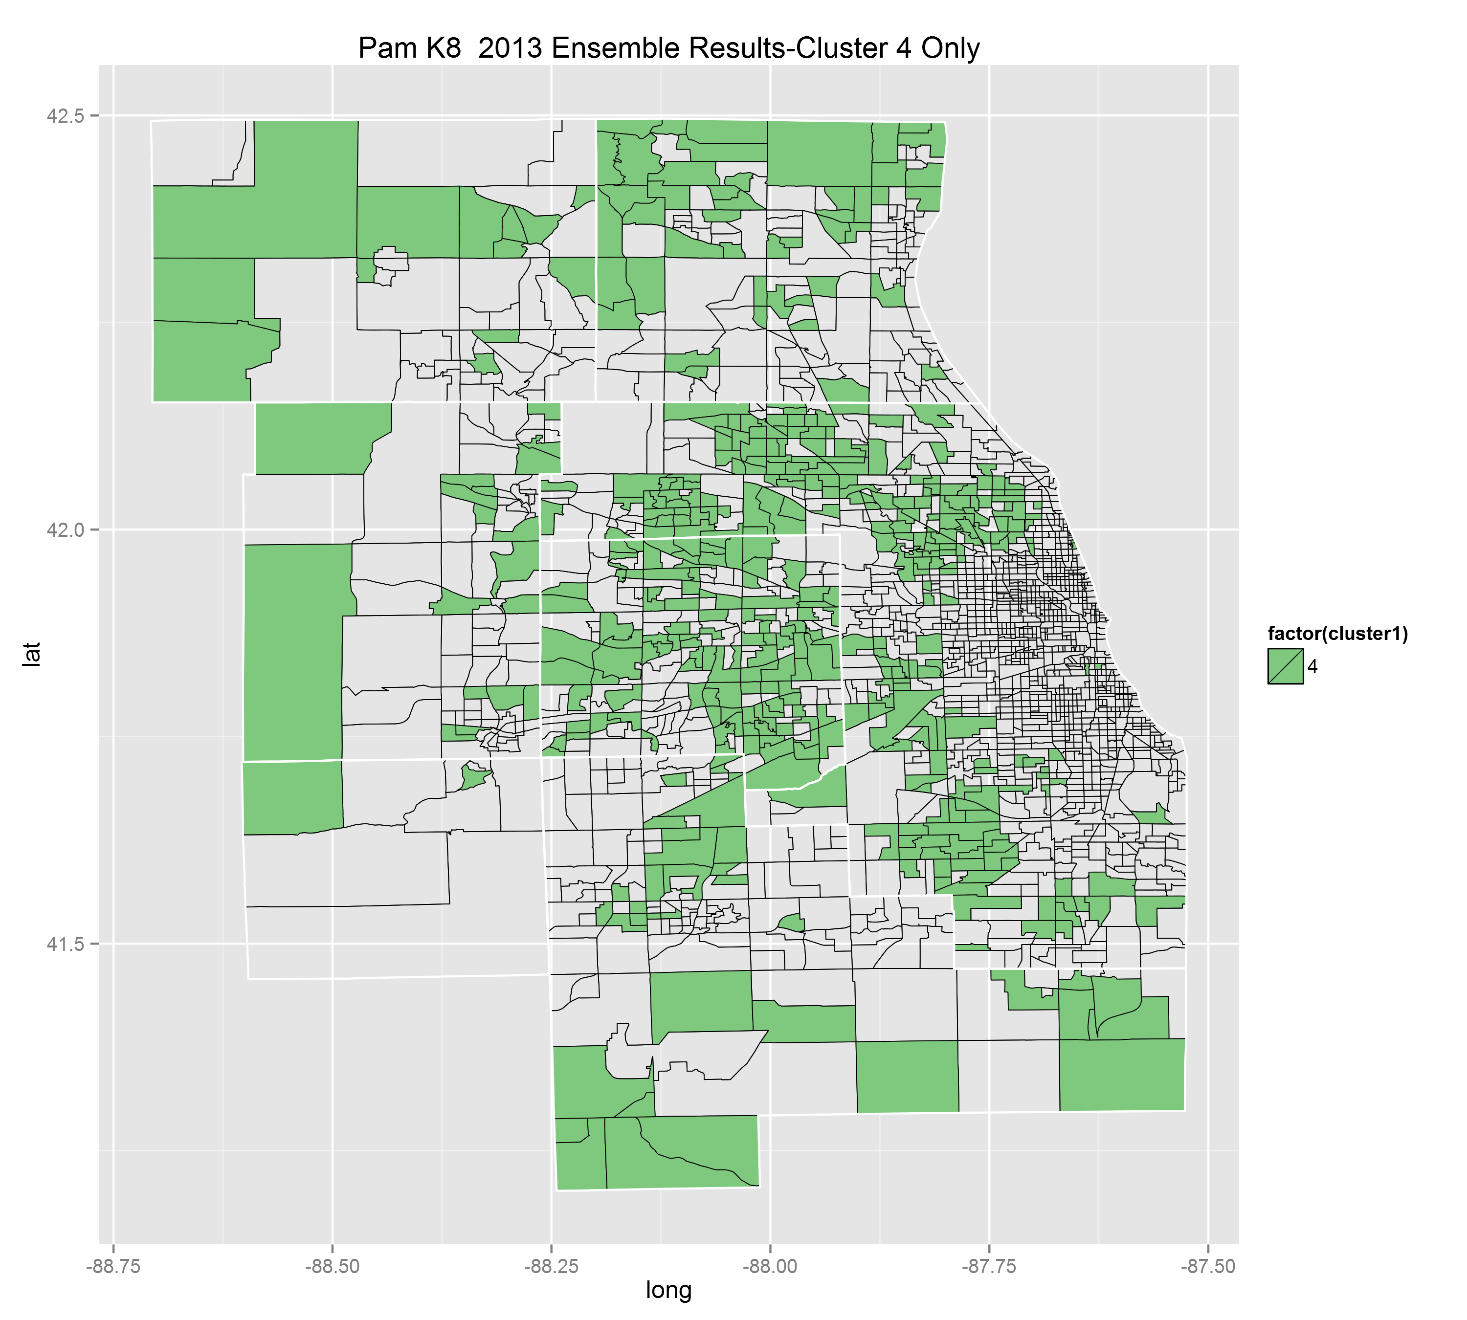 Pam K8  2013 Ensemble Results-Cluster 4 Only
42.5
42.0
41.5
lat
-88.75
-88.50
-88.25
-88.00
-87.75
-87.50
long
factor(cluster1)
4